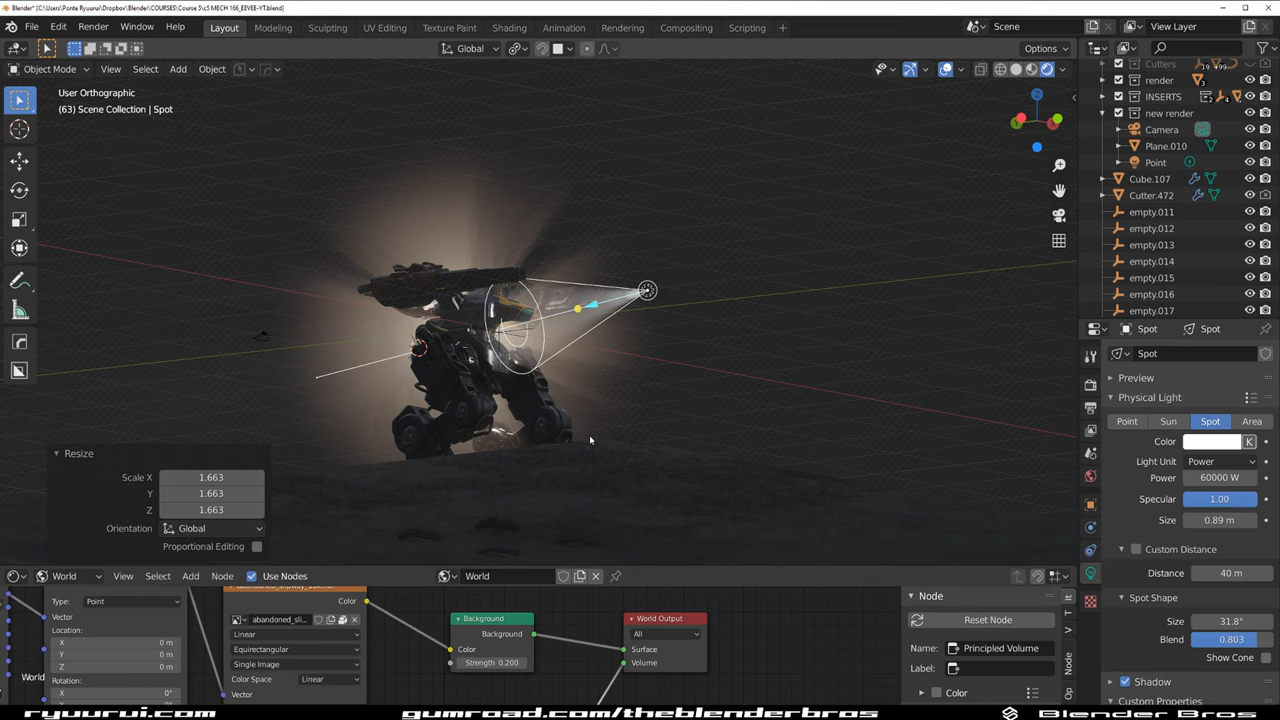 Blender* [C:\Users\Ponte Ryuurui\Dropbox\Blender\COURSES\Course 5\c5 MECH 166_EEVEE-YT.blend]
File Edit Render Window Help Layout Modeling Sculpting UV Editing Texture Paint Shading Animation Rendering Compositing Scripting + Scene View Layer
Global Options
Object Mode View Select Add Object
User Orthographic
(63) Scene Collection | Spot
Z
Cutters 19 +99
render 3
INSERTS 2 4
new render
Camera
Plane.010
Point
Cube.107
Cutter.472
empty.011
empty.012
empty.013
empty.014
empty.015
empty.016
empty.017
Spot Spot
Spot
Preview
Physical Light
Point Sun Spot Area
Color K
Light Unit Power
Power 60000 W
Specular 1.00
Size 0.89 m
Custom Distance
Distance 40 m
Spot Shape
Size 31.8°
Blend 0.803
Show Cone
Shadow
Custom Properties
Resize
Scale X 1.663
Y 1.663
Z 1.663
Orientation Global
Proportional Editing
World View Select Add Node Use Nodes World
Type: Point
Vector
Location:
X 0 m
Y 0 m
Z 0 m
Rotation:
X 0°
World
Color
abandoned_sli...
Linear
Equirectangular
Single Image
Color Space Linear
Vector
Background
Background
Color
Strength 0.200
World Output
All
Surface
Volume
Node
Reset Node
Name: Principled Volume
Label:
Color
T
V
Node
Op
ryuurui.com gumroad.com/theblenderbros Blender Bros